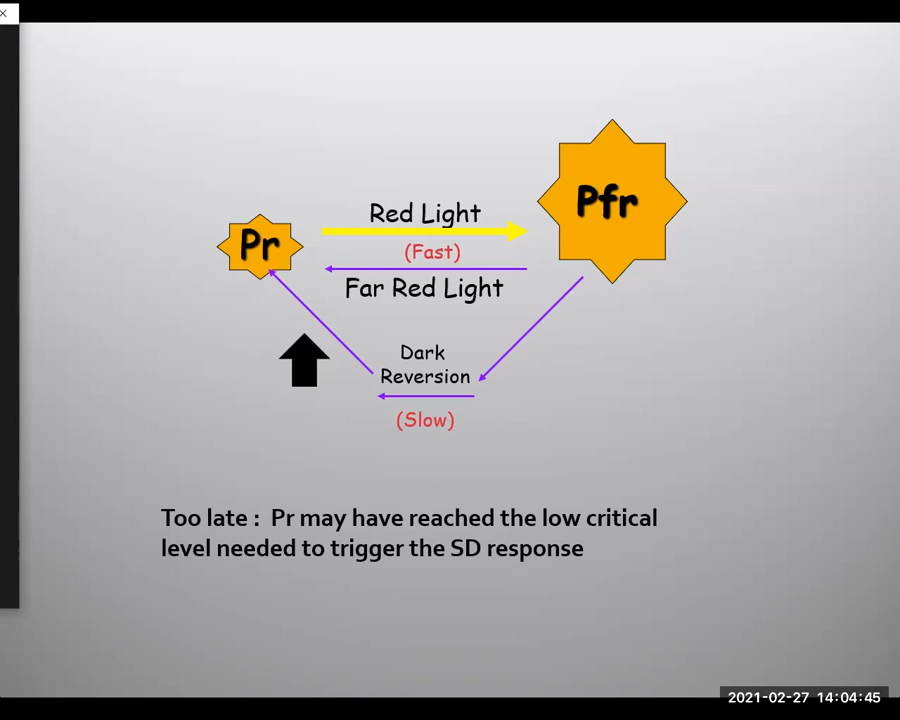 Red Light
Pfr
Pr
(Fast)
Far Red Light
Dark
Reversion
(Slow)
Too late : Pr may have reached the low critical
level needed to trigger the SD response
2021-02-27 14:04:45